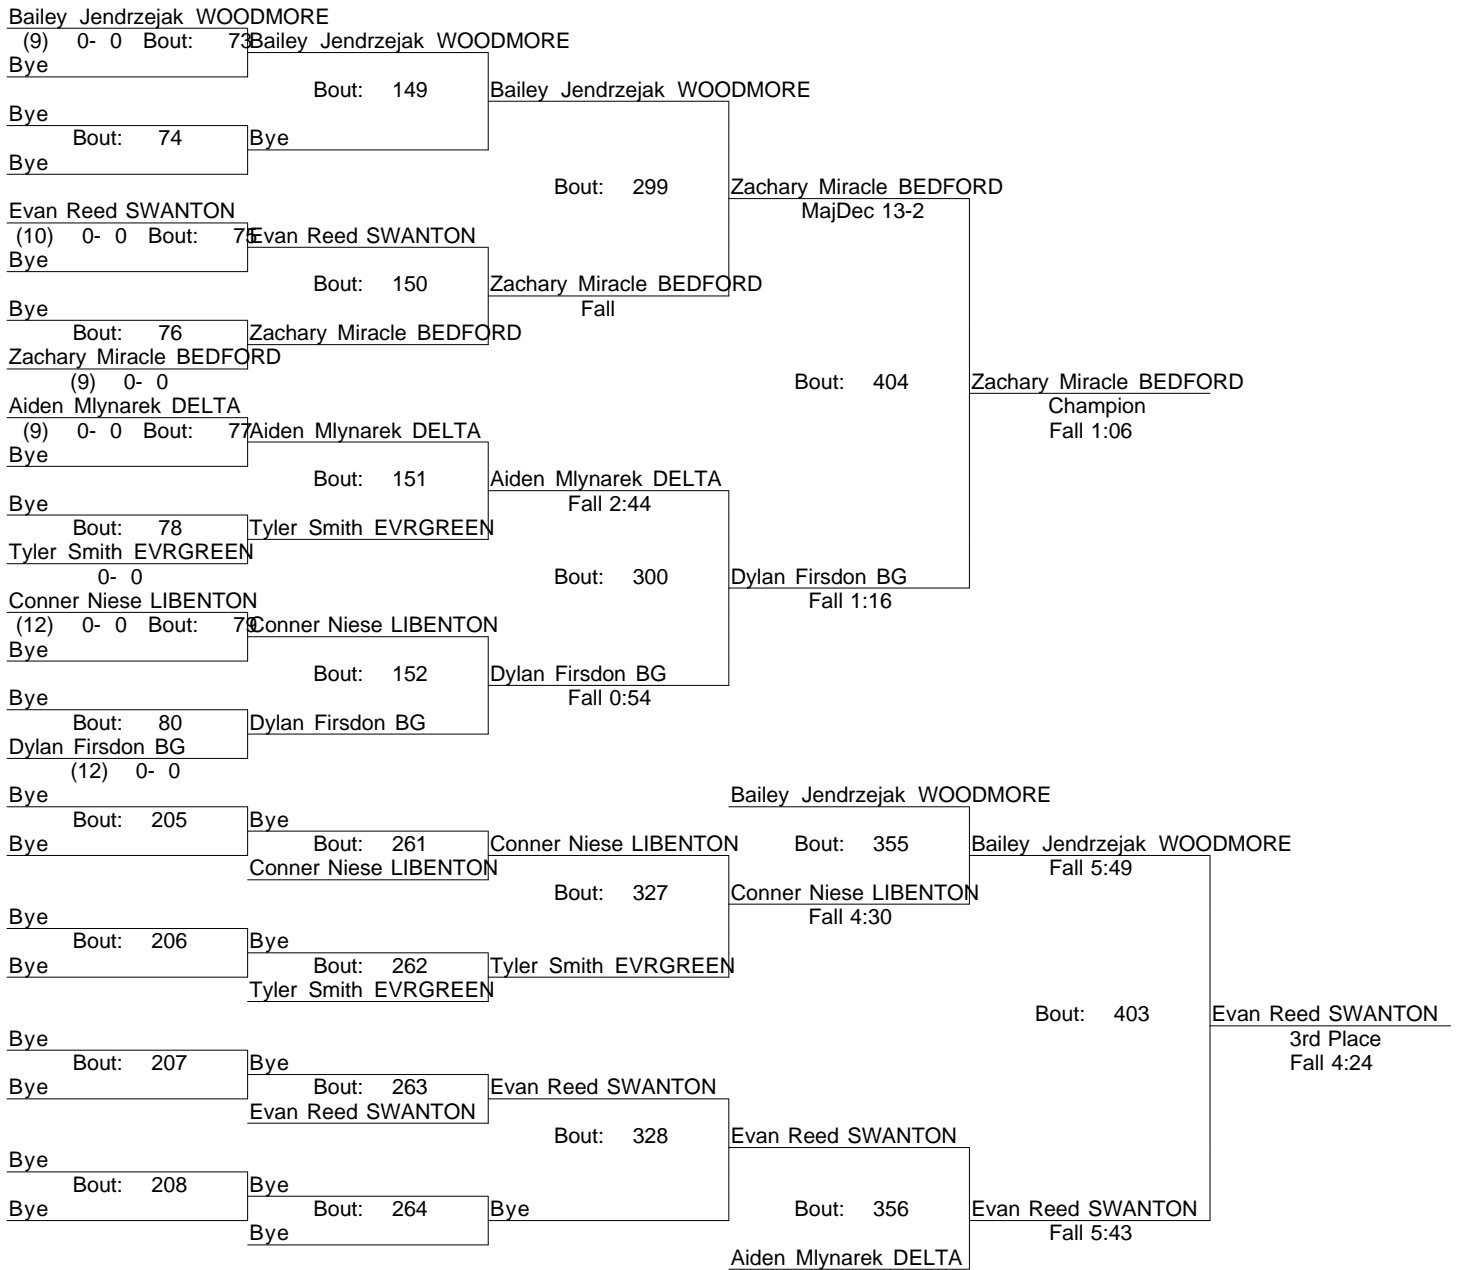 Bailey Jendrzejak WOODMORE
(9) 0- 0 Bout: 73 Bailey Jendrzejak WOODMORE
Bye
Bout: 149 Bailey Jendrzejak WOODMORE
Bye
Bout: 74 Bye
Bye
Bout: 299 Zachary Miracle BEDFORD
Evan Reed SWANTON MajDec 13-2
(10) 0- 0 Bout: 75 Evan Reed SWANTON
Bye
Bout: 150 Zachary Miracle BEDFORD
Bye Fall
Bout: 76 Zachary Miracle BEDFORD
Zachary Miracle BEDFORD
(9) 0- 0 Bout: 404 Zachary Miracle BEDFORD
Aiden Mlynarek DELTA Champion
(9) 0- 0 Bout: 77 Aiden Mlynarek DELTA Fall 1:06
Bye
Bout: 151 Aiden Mlynarek DELTA
Bye Fall 2:44
Bout: 78 Tyler Smith EVRGREEN
Tyler Smith EVRGREEN
0- 0 Bout: 300 Dylan Firsdon BG
Conner Niese LIBENTON Fall 1:16
(12) 0- 0 Bout: 79 Conner Niese LIBENTON
Bye
Bout: 152 Dylan Firsdon BG
Bye Fall 0:54
Bout: 80 Dylan Firsdon BG
Dylan Firsdon BG
(12) 0- 0
Bye Bailey Jendrzejak WOODMORE
Bout: 205 Bye
Bye Bout: 261 Conner Niese LIBENTON Bout: 355 Bailey Jendrzejak WOODMORE
Conner Niese LIBENTON Fall 5:49
Bout: 327 Conner Niese LIBENTON
Bye Fall 4:30
Bout: 206 Bye
Bye Bout: 262 Tyler Smith EVRGREEN
Tyler Smith EVRGREEN
Bout: 403 Evan Reed SWANTON
Bye 3rd Place
Bout: 207 Bye Fall 4:24
Bye Bout: 263 Evan Reed SWANTON
Evan Reed SWANTON
Bout: 328 Evan Reed SWANTON
Bye
Bout: 208 Bye
Bye Bout: 264 Bye Bout: 356 Evan Reed SWANTON
Bye Fall 5:43
Aiden Mlynarek DELTA